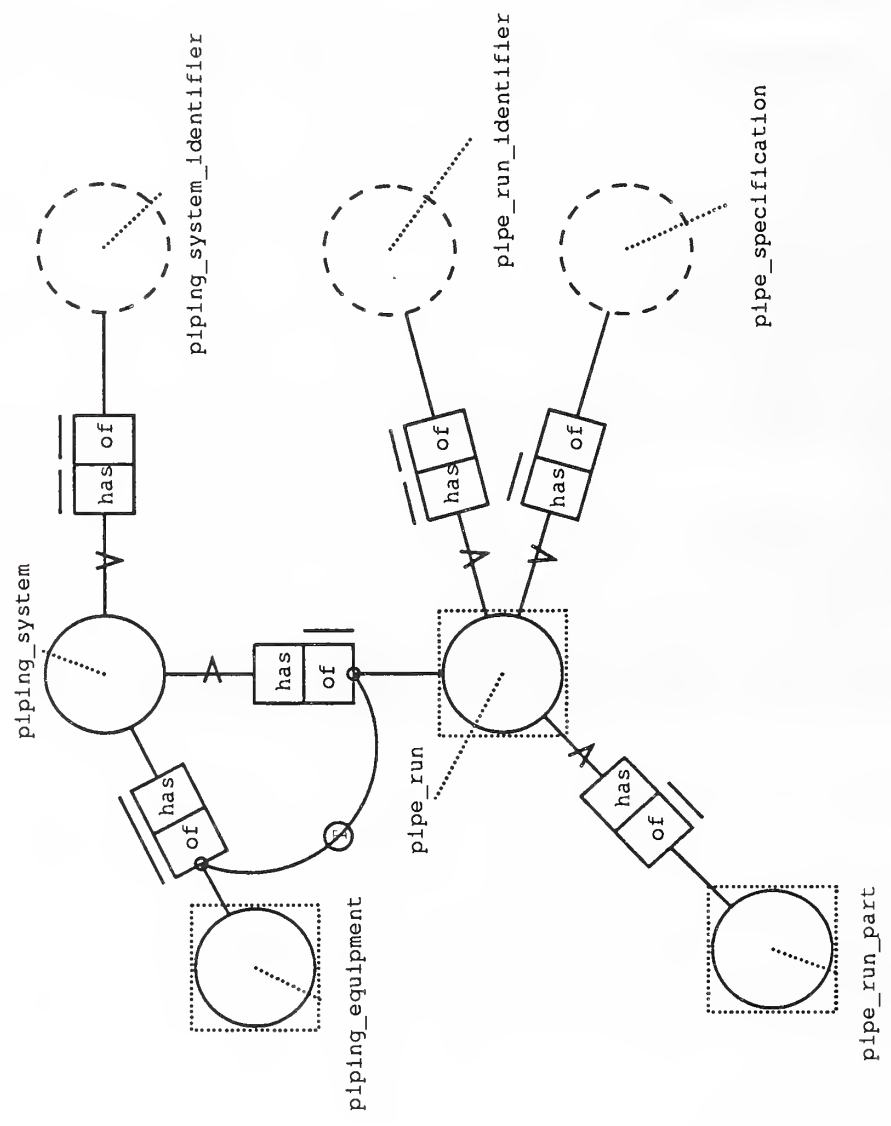 piping_system_identifier
pipe_run_identifier
pipe_specification
has of
has of
has of
piping_system
has
of
has
of
pipe_run
has
of
piping_equipment
pipe_run_part